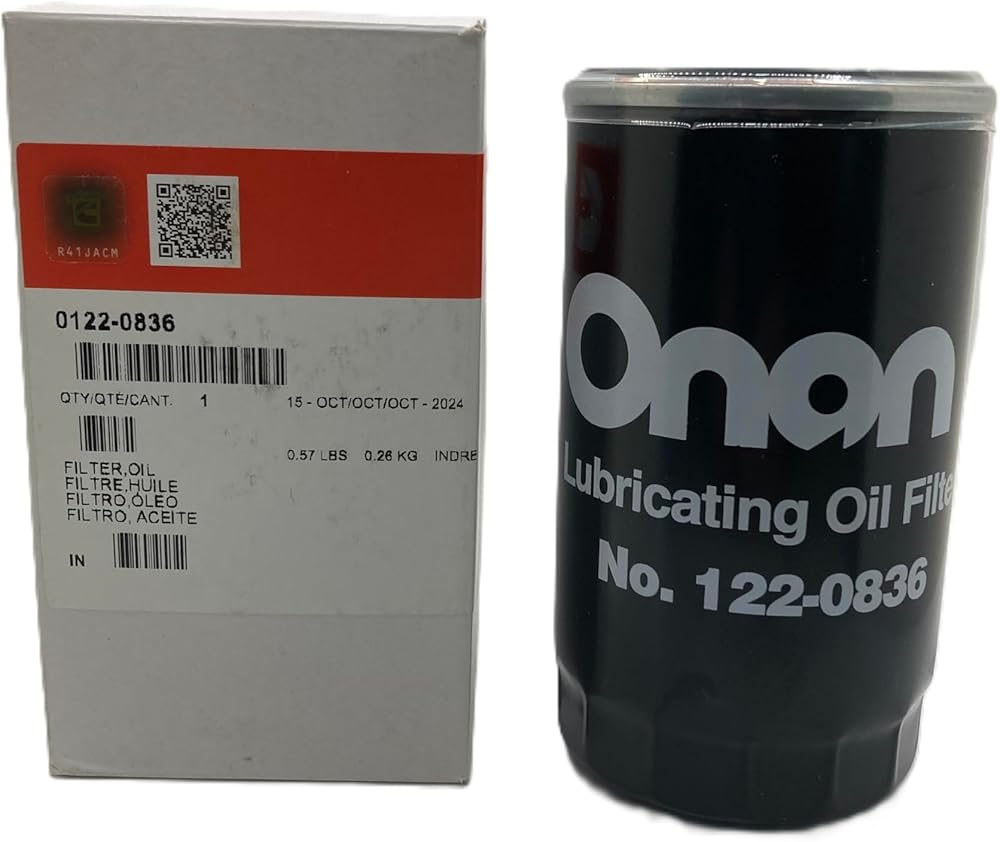 R41JACM
0122-0836
QTY/QTÉ/CANT. 1 15 - OCT/OCT/OCT - 2024
0.57 LBS 0.26 KG INDRE
FILTER,OIL
FILTRE,HUILE
FILTRO,ÓLEO
FILTRO, ACEITE
IN
Onan
Lubricating Oil Filte
No. 122-0836